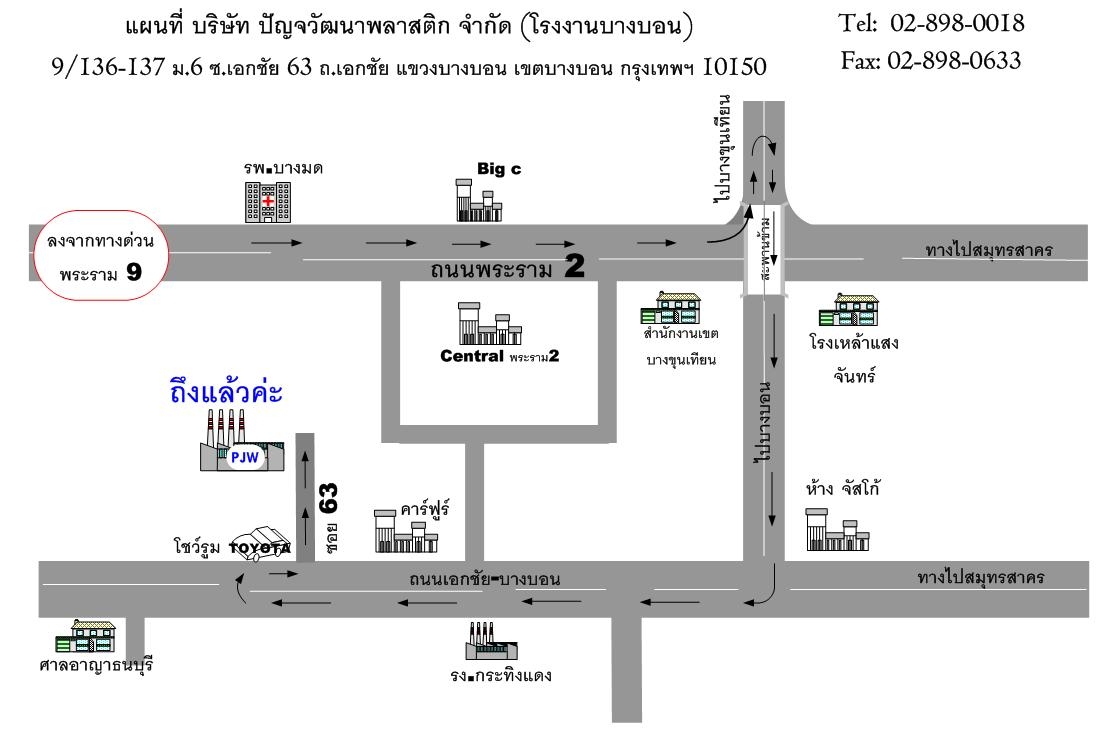 แผนที่ บริษัท ปัญจวัฒนาพลาสติก จำกัด (โรงงานบางบอน)
9/136-137 ม.6 ซ.เอกชัย 63 ถ.เอกชัย แขวงบางบอน เขตบางบอน กรุงเทพฯ 10150
Tel: 02-898-0018
Fax: 02-898-0633
ไปบางขุนเทียน
รพ.บางมด
Big c
ลงจากทางด่วน
พระราม 9
ถนนพระราม 2
สะพานข้าม
ทางไปสมุทรสาคร
Central พระราม2
สำนักงานเขต
บางขุนเทียน
โรงเหล้าแสง
จันทร์
ถึงแล้วค่ะ
PJW
ไปบางบอน
ซอย 63
คาร์ฟูร์
ห้าง จัสโก้
โชว์รูม TOYOTA
ถนนเอกชัย-บางบอน
ทางไปสมุทรสาคร
ศาลอาญาธนบุรี
รง.กระทิงแดง